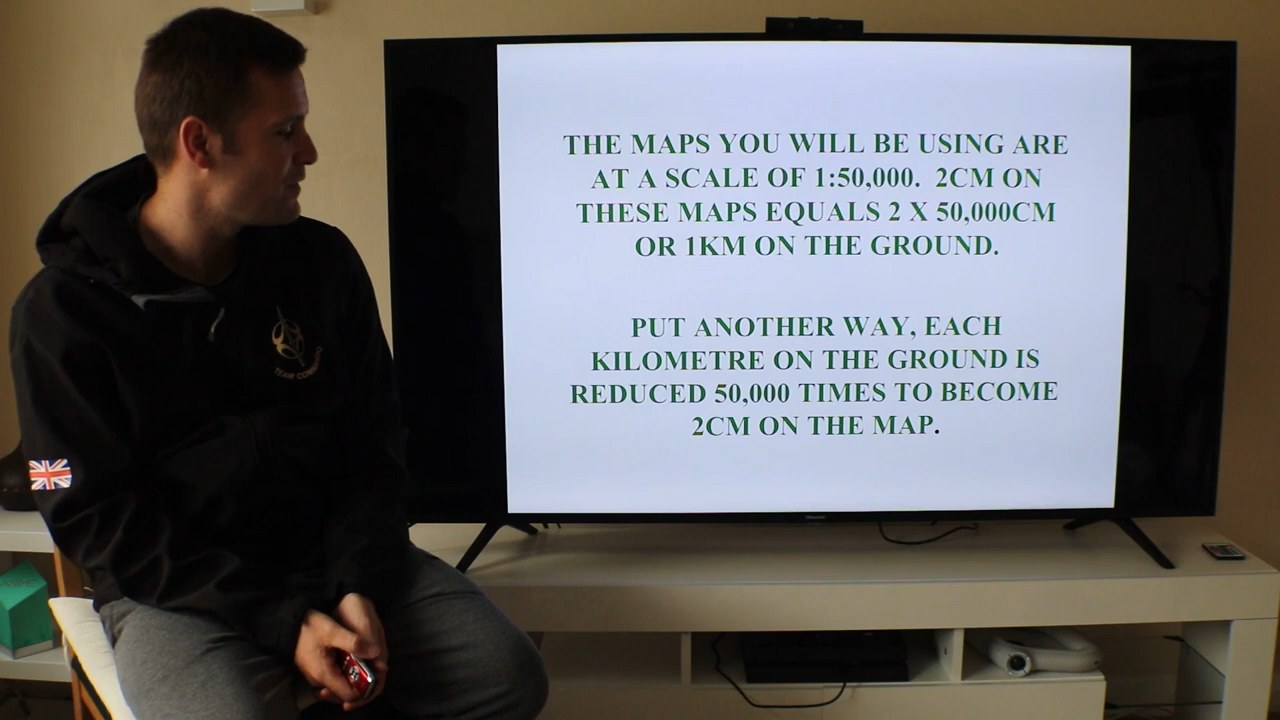 THE MAPS YOU WILL BE USING ARE
AT A SCALE OF 1:50,000. 2CM ON
THESE MAPS EQUALS 2 X 50,000CM
OR 1KM ON THE GROUND.
PUT ANOTHER WAY, EACH
KILOMETRE ON THE GROUND IS
REDUCED 50,000 TIMES TO BECOME
2CM ON THE MAP.
TEAM